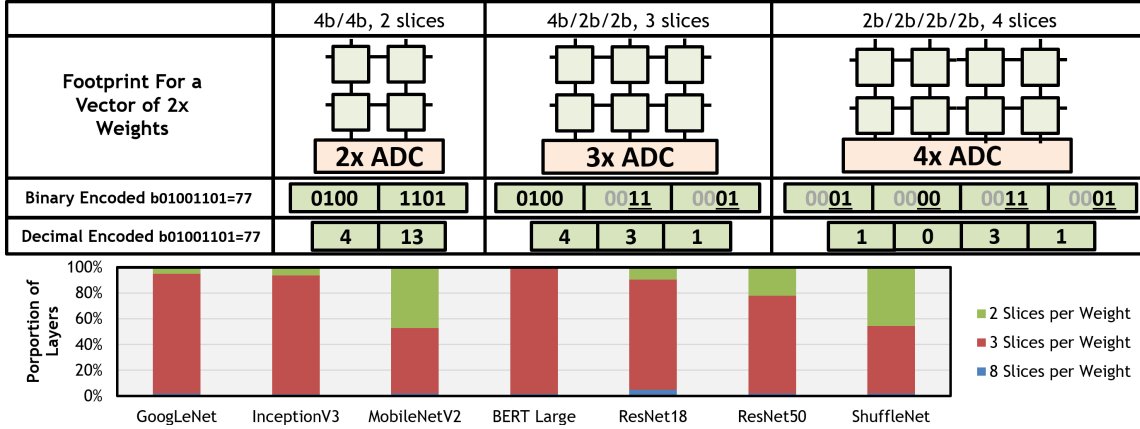 4b/4b, 2 slices
4b/2b/2b, 3 slices
2b/2b/2b/2b, 4 slices
Footprint For a
Vector of 2x
Weights
2x ADC
3x ADC
4x ADC
Binary Encoded b01001101=77
0100 1101
0100 0011 0001
0001 0000 0011 0001
Decimal Encoded b01001101=77
4 13
4 3 1
1 0 3 1
Porportion of
Layers
100%
80%
60%
40%
20%
0%
GoogLeNet
InceptionV3
MobileNetV2
BERT Large
ResNet18
ResNet50
ShuffleNet
2 Slices per Weight
3 Slices per Weight
8 Slices per Weight